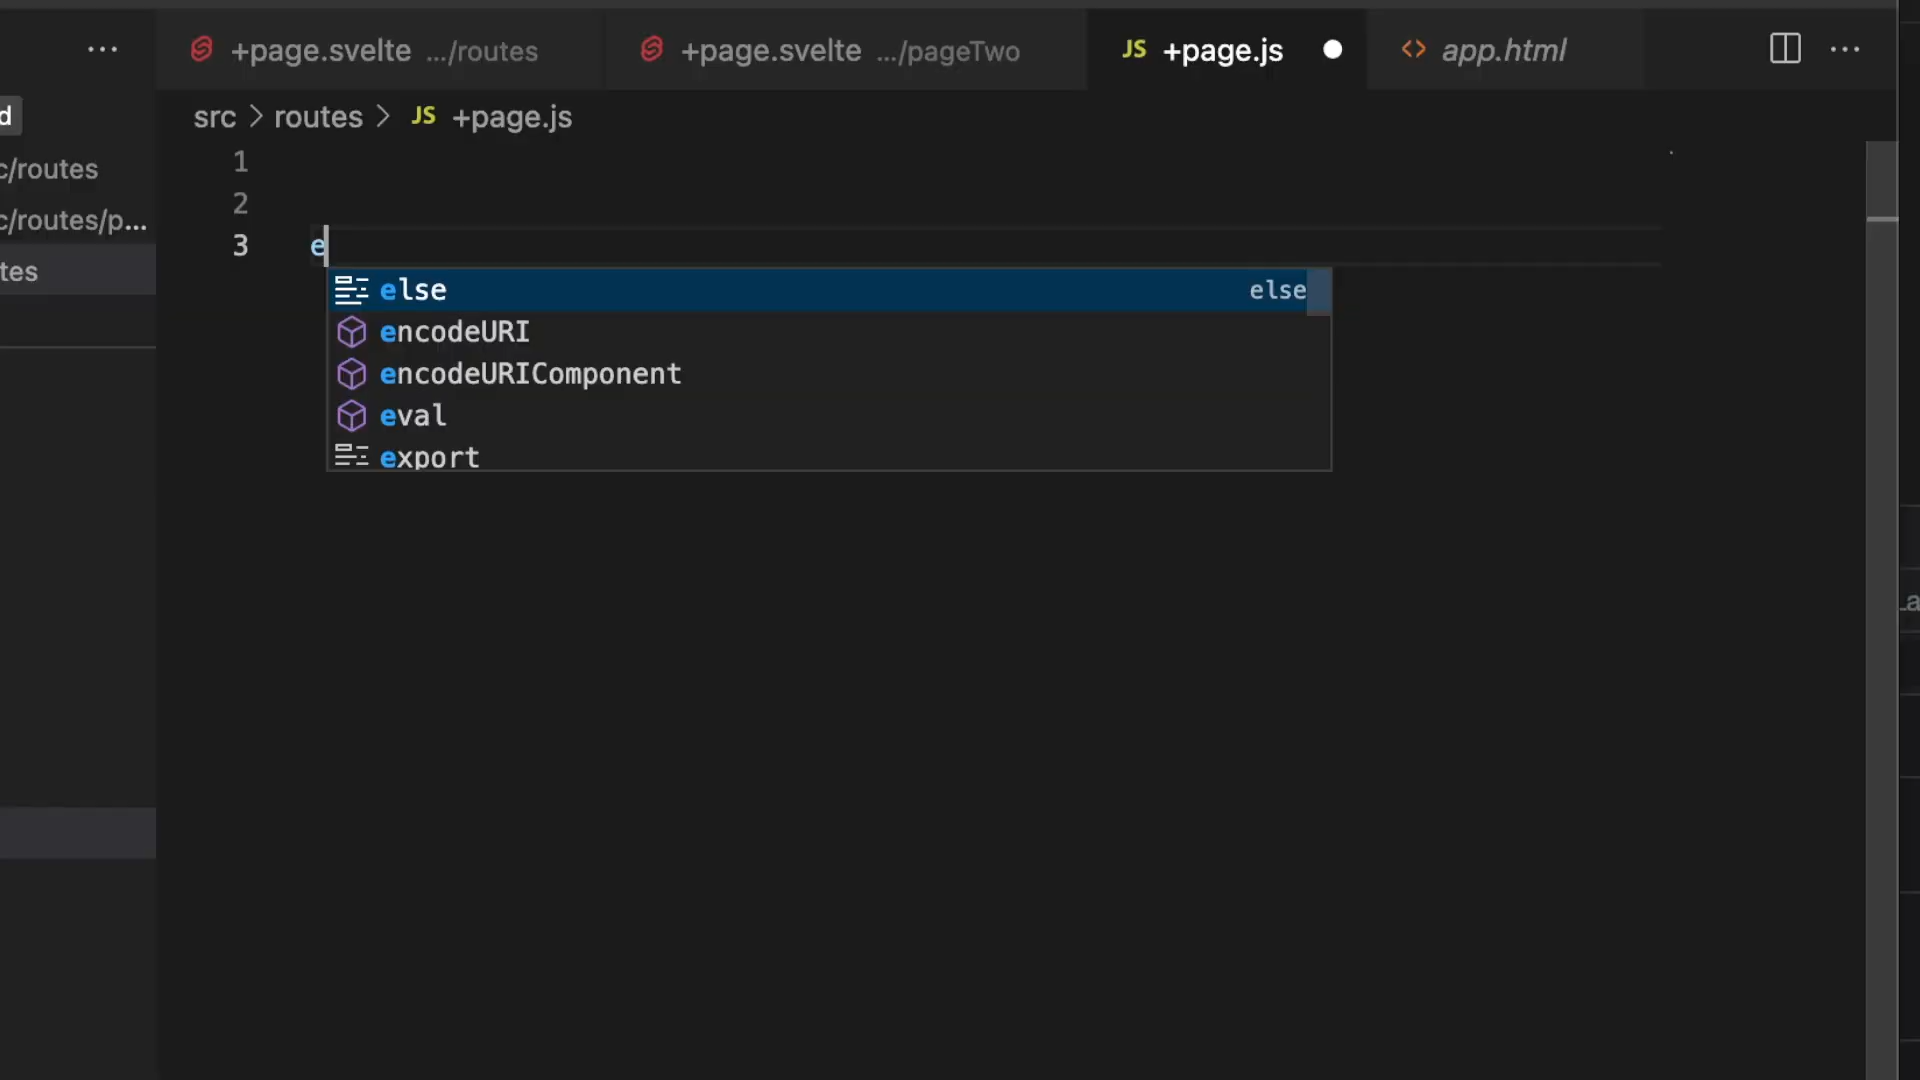 +page.svelte .../routes
+page.svelte .../pageTwo
JS +page.js
<> app.html
src > routes > JS +page.js
d
c/routes
c/routes/p...
tes
1
2
3 e
else else
encodeURI
encodeURIComponent
eval
export